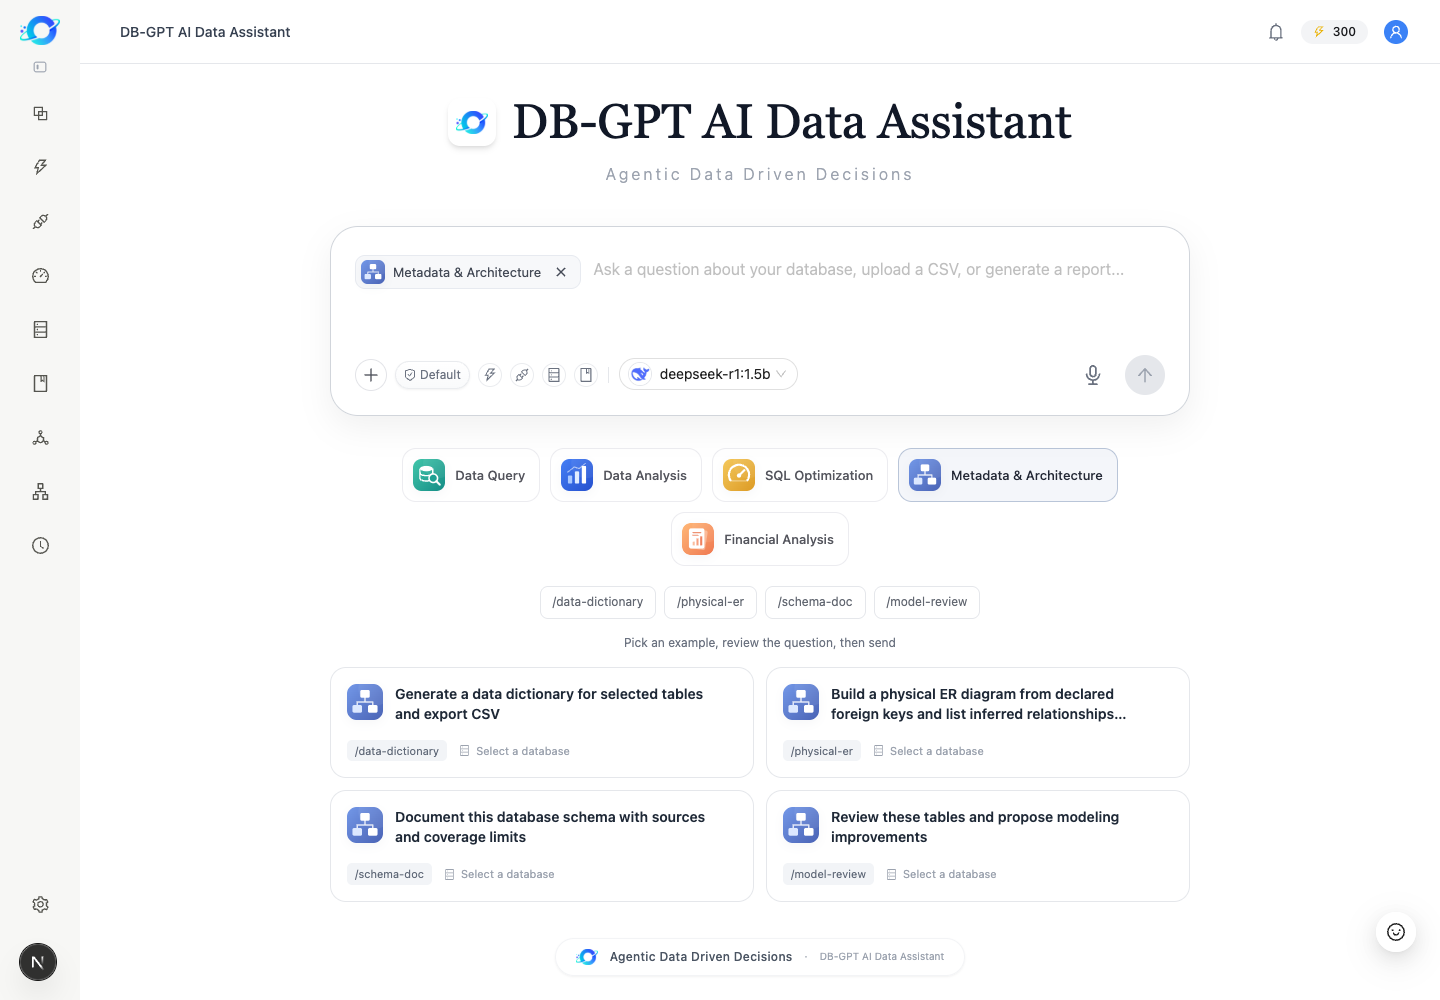 DB-GPT AI Data Assistant
300
DB-GPT AI Data Assistant
Agentic Data Driven Decisions
Metadata & Architecture
Ask a question about your database, upload a CSV, or generate a report...
Default
deepseek-r1:1.5b
Data Query
Data Analysis
SQL Optimization
Metadata & Architecture
Financial Analysis
/data-dictionary
/physical-er
/schema-doc
/model-review
Pick an example, review the question, then send
Generate a data dictionary for selected tables
and export CSV
/data-dictionary
Select a database
Build a physical ER diagram from declared
foreign keys and list inferred relationships...
/physical-er
Select a database
Document this database schema with sources
and coverage limits
/schema-doc
Select a database
Review these tables and propose modeling
improvements
/model-review
Select a database
N
Agentic Data Driven Decisions · DB-GPT AI Data Assistant